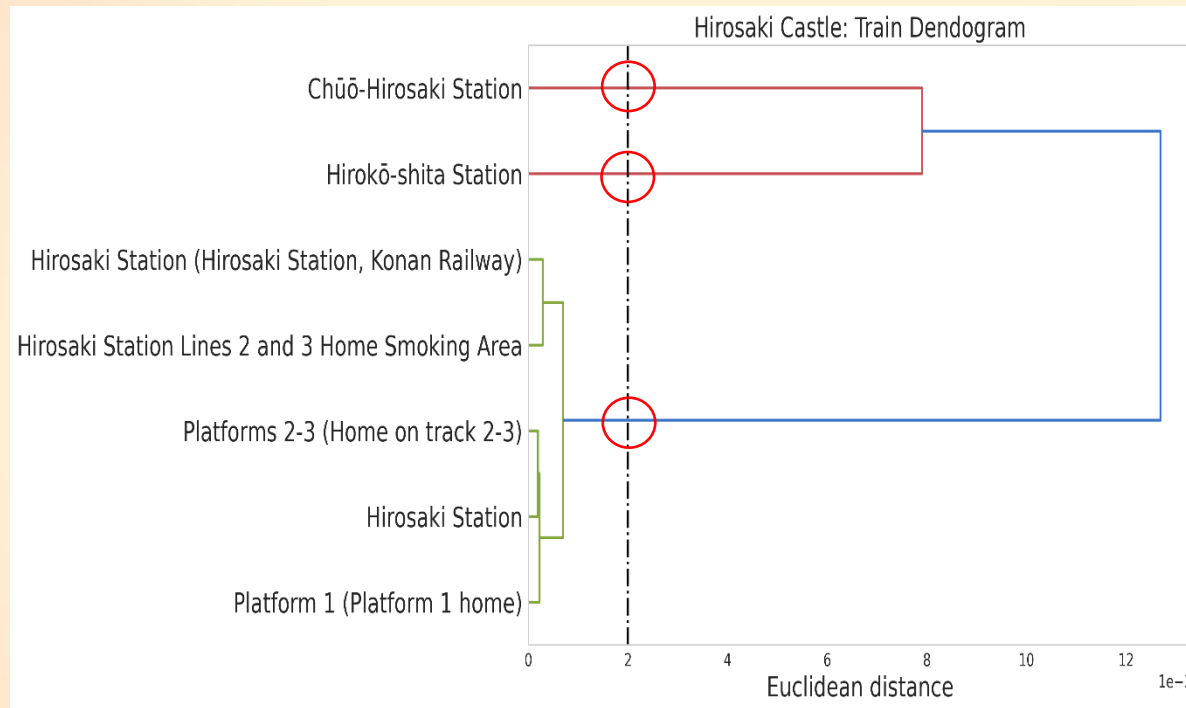 Hirosaki Castle: Train Dendogram
Chūō-Hirosaki Station
Hirokō-shita Station
Hirosaki Station (Hirosaki Station, Konan Railway)
Hirosaki Station Lines 2 and 3 Home Smoking Area
Platforms 2-3 (Home on track 2-3)
Hirosaki Station
Platform 1 (Platform 1 home)
0 2 4 6 8 10 12
Euclidean distance